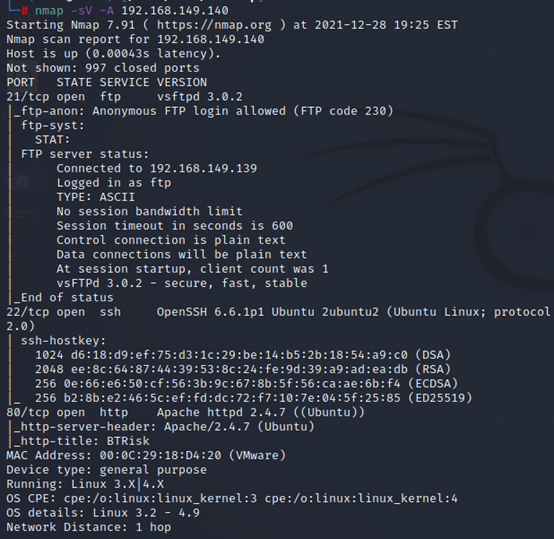 # nmap -sV -A 192.168.149.140
Starting Nmap 7.91 ( https://nmap.org ) at 2021-12-28 19:25 EST
Nmap scan report for 192.168.149.140
Host is up (0.00043s latency).
Not shown: 997 closed ports
PORT   STATE SERVICE VERSION
21/tcp open  ftp     vsftpd 3.0.2
|_ftp-anon: Anonymous FTP login allowed (FTP code 230)
| ftp-syst:
|   STAT:
| FTP server status:
|      Connected to 192.168.149.139
|      Logged in as ftp
|      TYPE: ASCII
|      No session bandwidth limit
|      Session timeout in seconds is 600
|      Control connection is plain text
|      Data connections will be plain text
|      At session startup, client count was 1
|      vsFTPd 3.0.2 - secure, fast, stable
|_End of status
22/tcp open  ssh     OpenSSH 6.6.1p1 Ubuntu 2ubuntu2 (Ubuntu Linux; protocol
2.0)
| ssh-hostkey:
|   1024 d6:18:d9:ef:75:d3:1c:29:be:14:b5:2b:18:54:a9:c0 (DSA)
|   2048 ee:8c:64:87:44:39:53:8c:24:fe:9d:39:a9:ad:ea:db (RSA)
|   256 0e:66:e6:50:cf:56:3b:9c:67:8b:5f:56:ca:ae:6b:f4 (ECDSA)
|_  256 b2:8b:e2:46:5c:ef:fd:dc:72:f7:10:7e:04:5f:25:85 (ED25519)
80/tcp open  http    Apache httpd 2.4.7 ((Ubuntu))
|_http-server-header: Apache/2.4.7 (Ubuntu)
|_http-title: BTRisk
MAC Address: 00:0C:29:18:D4:20 (VMware)
Device type: general purpose
Running: Linux 3.X|4.X
OS CPE: cpe:/o:linux:linux_kernel:3 cpe:/o:linux:linux_kernel:4
OS details: Linux 3.2 - 4.9
Network Distance: 1 hop